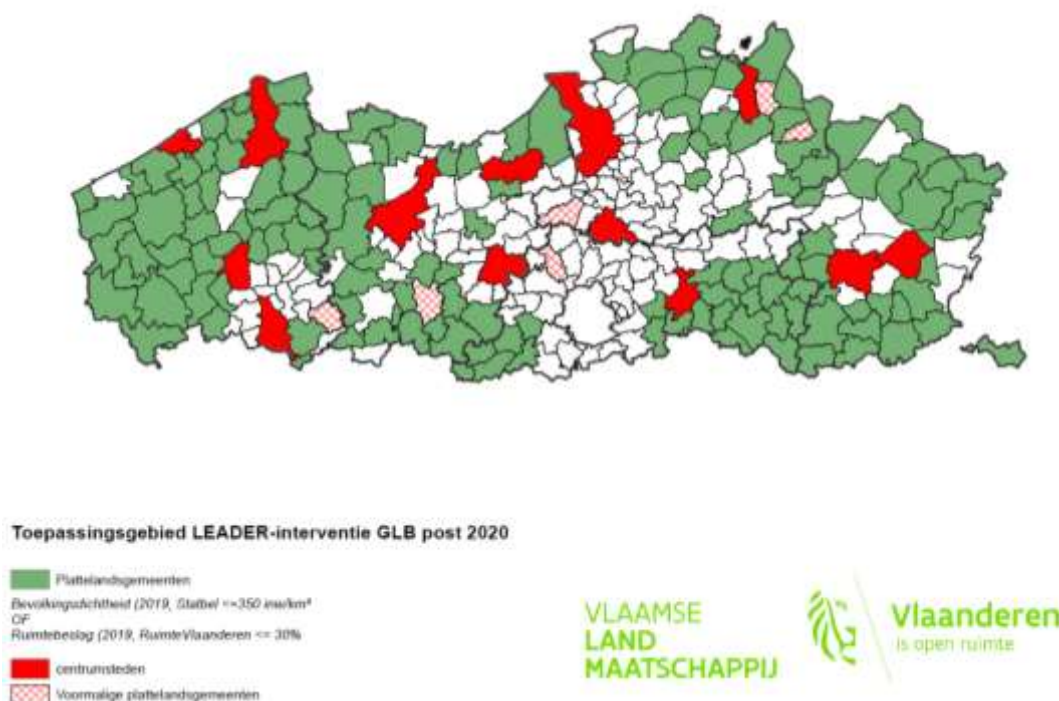 Toepassingsgebied LEADER-interventie GLB post 2020
Plattelandsgemeenten
Bevolkingsdichtheid (2019, Statbel <=350 inw/km²
OF
Ruimtebeslag (2019, RuimteVlaanderen <= 30%
centrumsteden
Voormalige plattelandsgemeenten
VLAAMSE
LAND
MAATSCHAPPIJ
Vlaanderen
is open ruimte